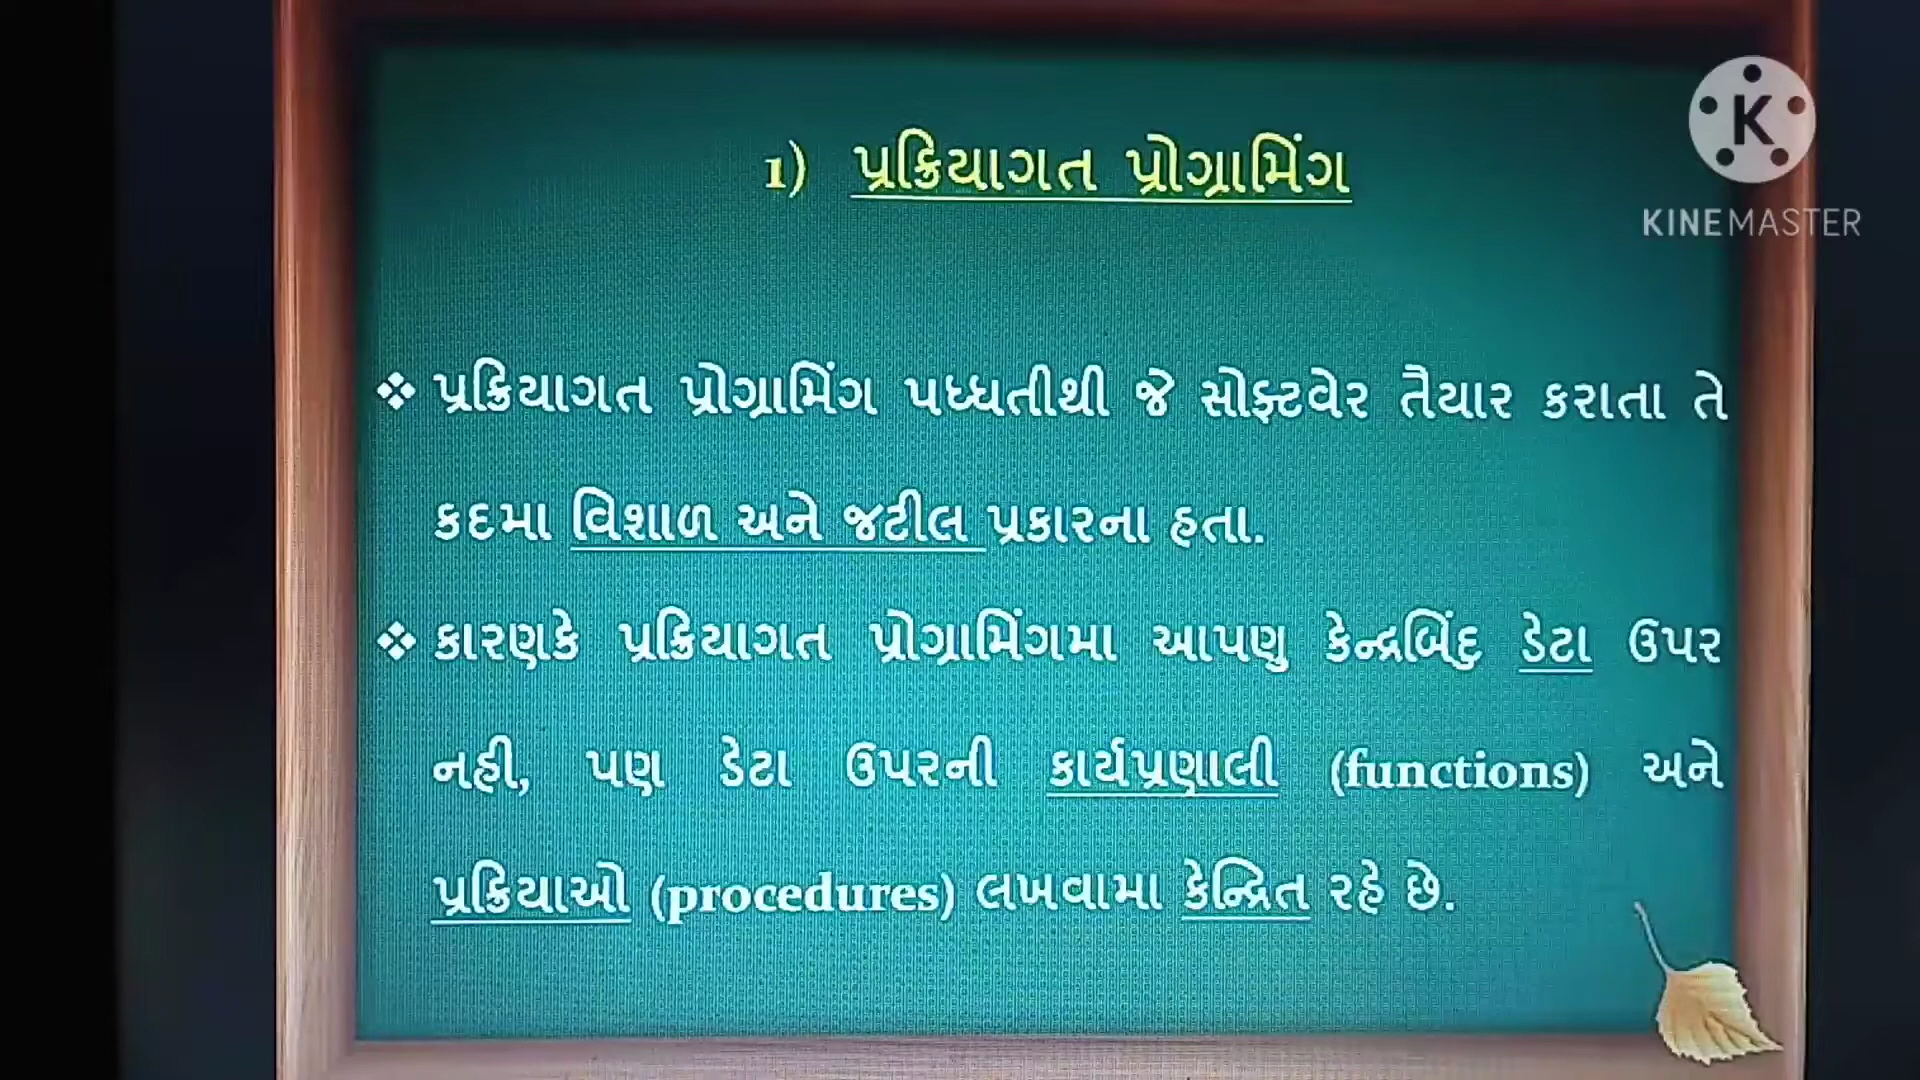 1) પ્રક્રિયાગત પ્રોગ્રામિંગ
K
KINEMASTER
❖ પ્રક્રિયાગત પ્રોગ્રામિંગ પધ્ધતીથી જે સોફ્ટવેર તૈયાર કરાતા તે
કદમા વિશાળ અને જટીલ પ્રકારના હતા.
❖ કારણકે પ્રક્રિયાગત પ્રોગ્રામિંગમા આપણુ કેન્દ્રબિંદુ ડેટા ઉપર
નહી, પણ ડેટા ઉપરની કાર્યપ્રણાલી (functions) અને
પ્રક્રિયાઓ (procedures) લખવામા કેન્દ્રિત રહે છે.